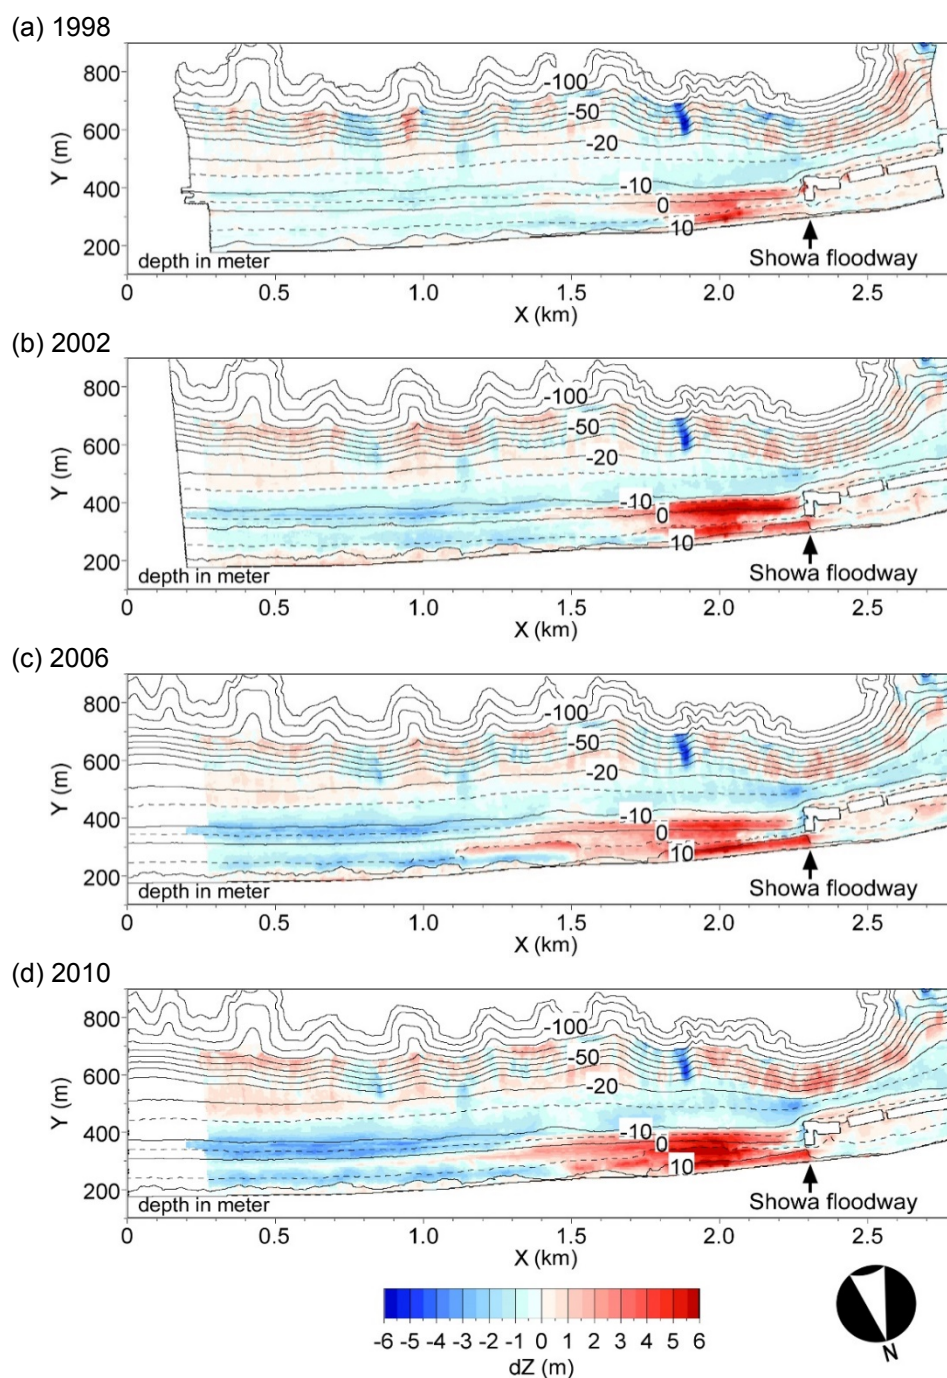 (a) 1998
800
600
400
200
Y (m)
-100
-50
-20
-10
0
10
depth in meter
Showa floodway
0 0.5 1.0 1.5 2.0 2.5
X (km)
(b) 2002
800
600
400
200
Y (m)
-100
-50
-20
-10
0
10
depth in meter
Showa floodway
0 0.5 1.0 1.5 2.0 2.5
X (km)
(c) 2006
800
600
400
200
Y (m)
-100
-50
-20
-10
0
10
depth in meter
Showa floodway
0 0.5 1.0 1.5 2.0 2.5
X (km)
(d) 2010
800
600
400
200
Y (m)
-100
-50
-20
-10
0
10
depth in meter
Showa floodway
0 0.5 1.0 1.5 2.0 2.5
X (km)
-6 -5 -4 -3 -2 -1 0 1 2 3 4 5 6
dZ (m)
N